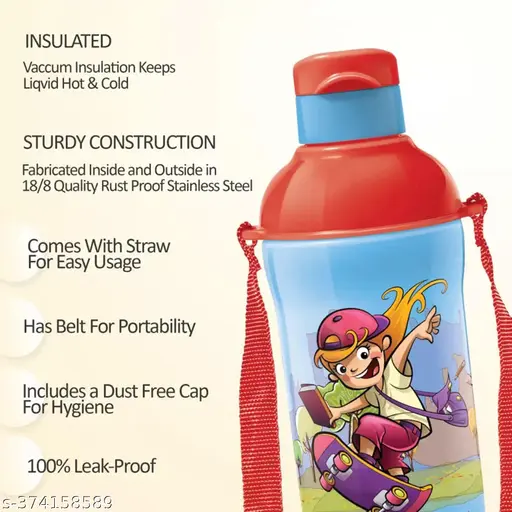 INSULATED
Vaccum Insulation Keeps
Liqvid Hot & Cold
STURDY CONSTRUCTION
Fabricated Inside and Outside in
18/8 Quality Rust Proof Stainless Steel
Comes With Straw
For Easy Usage
Has Belt For Portability
Includes a Dust Free Cap
For Hygiene
100% Leak-Proof
s-374158589